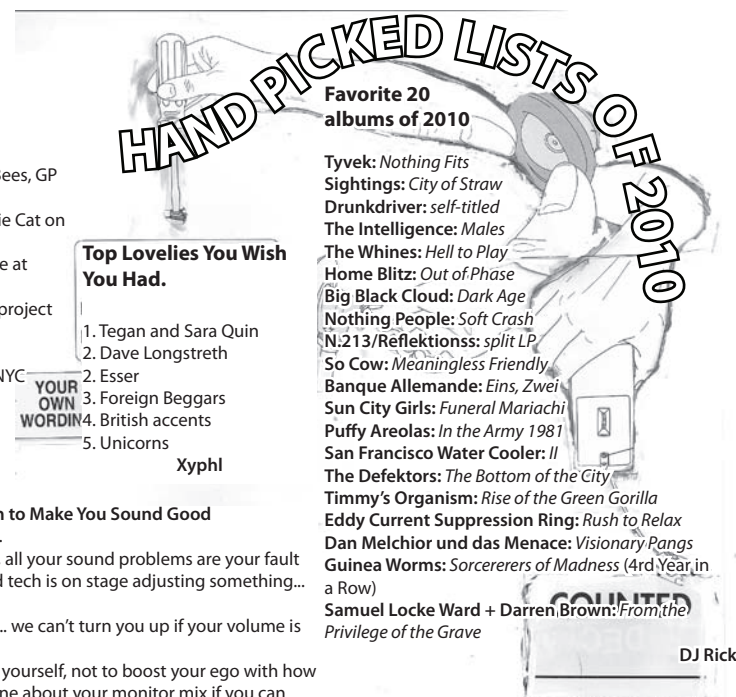 HAND PICKED LISTS OF 2010
Bees, GP
ie Cat on
e at
project
NYC
YOUR
OWN
WORDIN
Top Lovelies You Wish
You Had.
1. Tegan and Sara Quin
2. Dave Longstreth
2. Esser
3. Foreign Beggars
4. British accents
5. Unicorns
Xyphl
n to Make You Sound Good
all your sound problems are your fault
d tech is on stage adjusting something...
.. we can't turn you up if your volume is
yourself, not to boost your ego with how
ne about your monitor mix if you can
Favorite 20
albums of 2010
Tyvek: Nothing Fits
Sightings: City of Straw
Drunkdriver: self-titled
The Intelligence: Males
The Whines: Hell to Play
Home Blitz: Out of Phase
Big Black Cloud: Dark Age
Nothing People: Soft Crash
N.213/Rëflektionss: split LP
So Cow: Meaningless Friendly
Banque Allemande: Eins, Zwei
Sun City Girls: Funeral Mariachi
Puffy Areolas: In the Army 1981
San Francisco Water Cooler: II
The Defektors: The Bottom of the City
Timmy's Organism: Rise of the Green Gorilla
Eddy Current Suppression Ring: Rush to Relax
Dan Melchior und das Menace: Visionary Pangs
Guinea Worms: Sorcererers of Madness (4rd Year in
a Row)
Samuel Locke Ward + Darren Brown: From the
Privilege of the Grave
COUNTED
DJ Rick